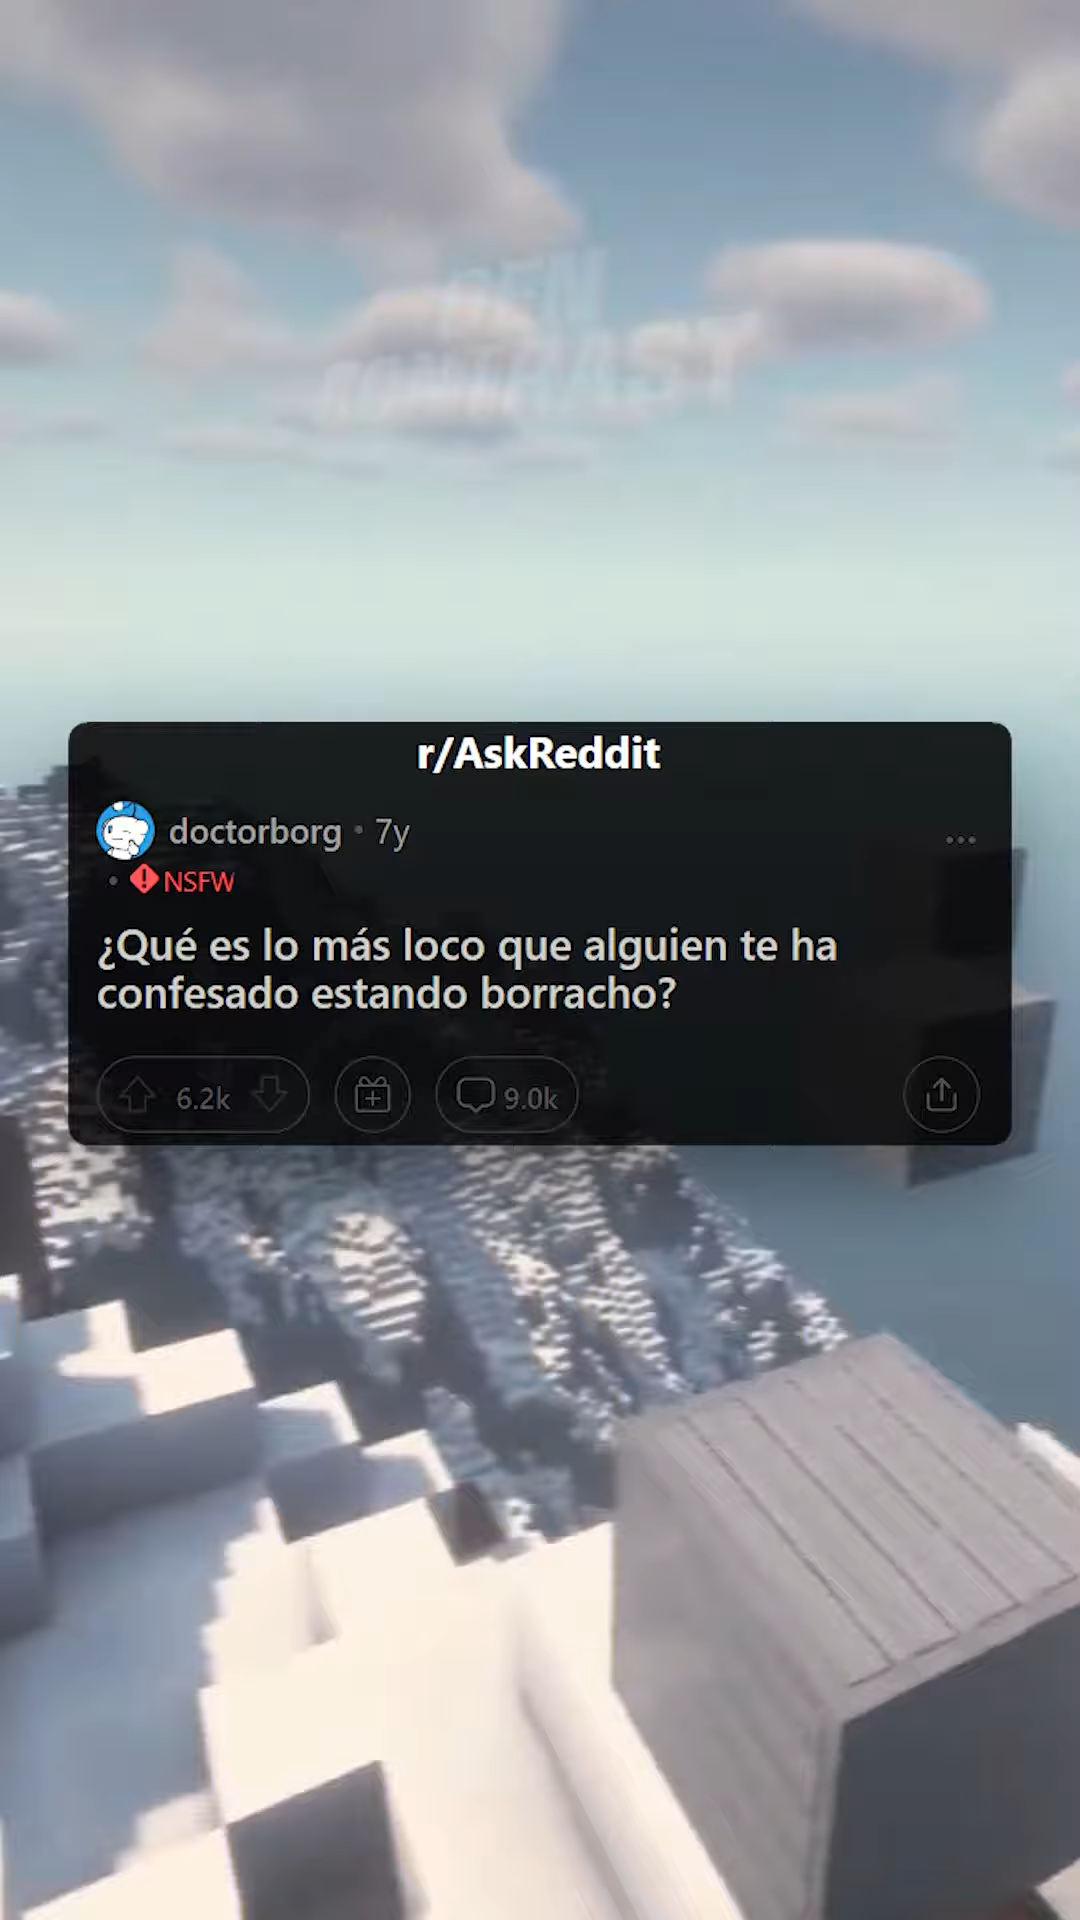 r/AskReddit
doctorborg • 7y
• NSFW
¿Qué es lo más loco que alguien te ha
confesado estando borracho?
6.2k
9.0k